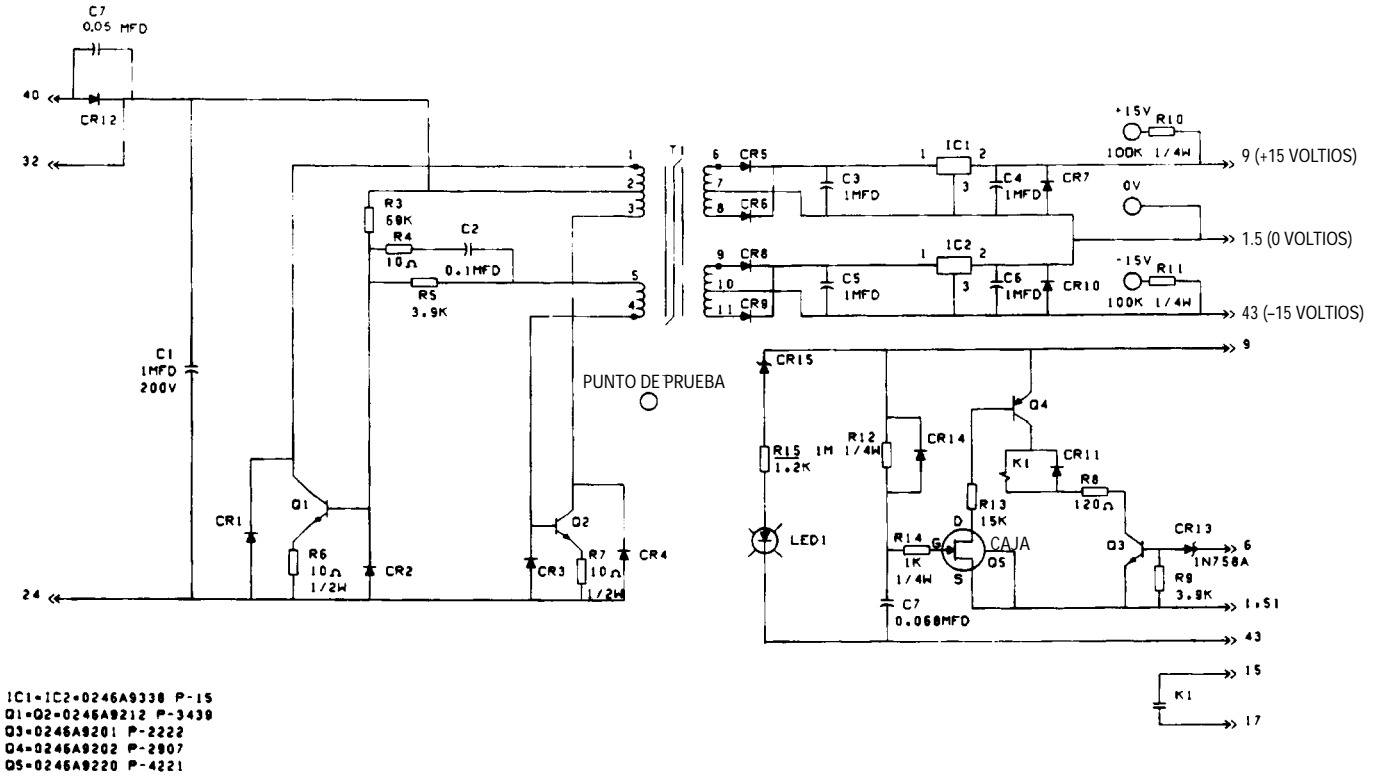 C7
0.05 MFD
40
CR12
32
1
2
3
5
4
T1
6
7
8
9
10
11
CR5
CR6
CR8
CR9
C3
1MFD
C5
1MFD
1
IC1
2
3
1
IC2
2
3
C4
1MFD
C6
1MFD
CR7
CR10
+15V
R10
100K 1/4W
0V
-15V
R11
100K 1/4W
9 (+15 VOLTIOS)
1.5 (0 VOLTIOS)
43 (–15 VOLTIOS)
R3
68K
R4
10Ω
C2
0.1MFD
R5
3.9K
C1
1MFD
200V
PUNTO DE PRUEBA
CR1
Q1
R6
10Ω
1/2W
CR2
CR3
Q2
R7
10Ω
1/2W
CR4
24
9
CR15
R15
1.2K
LED1
R12 1M 1/4W
CR14
R14
1K
1/4W
C7
0.068MFD
R13
15K
D
G
S
CAJA
Q5
Q4
K1
CR11
R8
120Ω
Q3
CR13
1N758A
6
R9
3.9K
1,51
43
15
K1
17
IC1=IC2=0246A9338 P-15
Q1=Q2=0246A9212 P-3439
Q3=0246A9201 P-2222
Q4=0246A9202 P-2907
Q5=0246A9220 P-4221